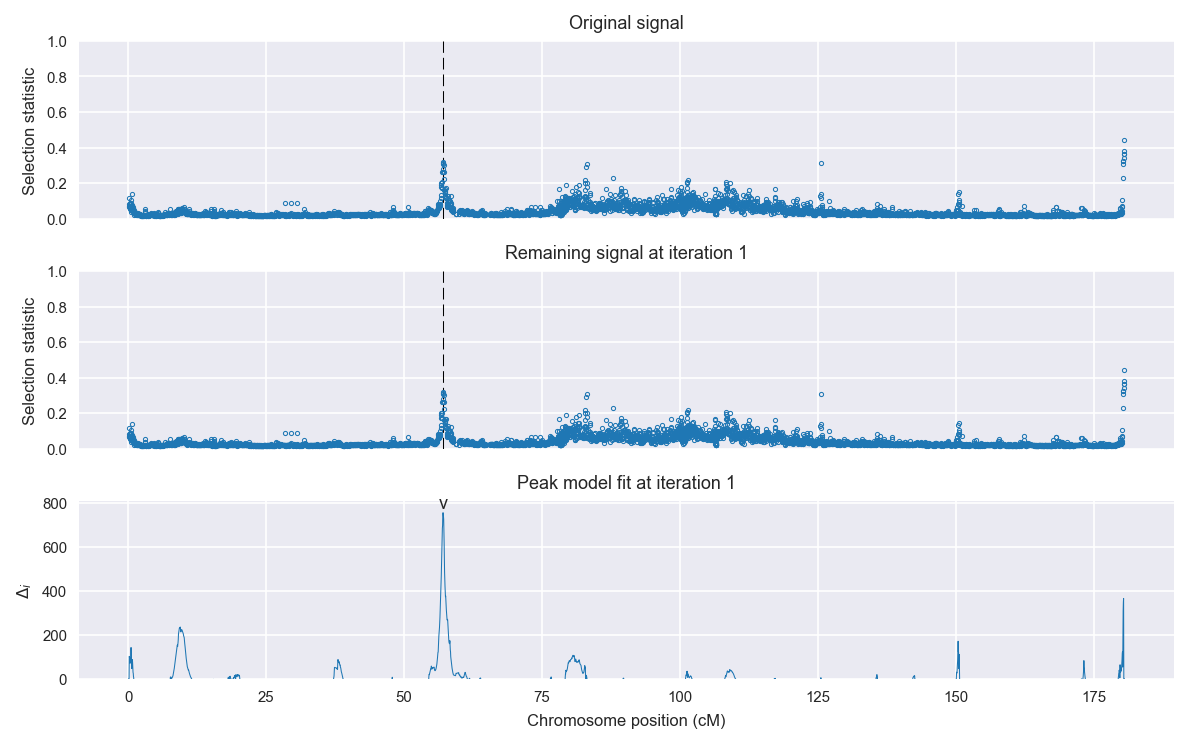 Original signal
1.0
0.8
0.6
0.4
0.2
0.0
Selection statistic
Remaining signal at iteration 1
1.0
0.8
0.6
0.4
0.2
0.0
Selection statistic
Peak model fit at iteration 1
v
800
600
400
200
0
Δi
0 25 50 75 100 125 150 175
Chromosome position (cM)